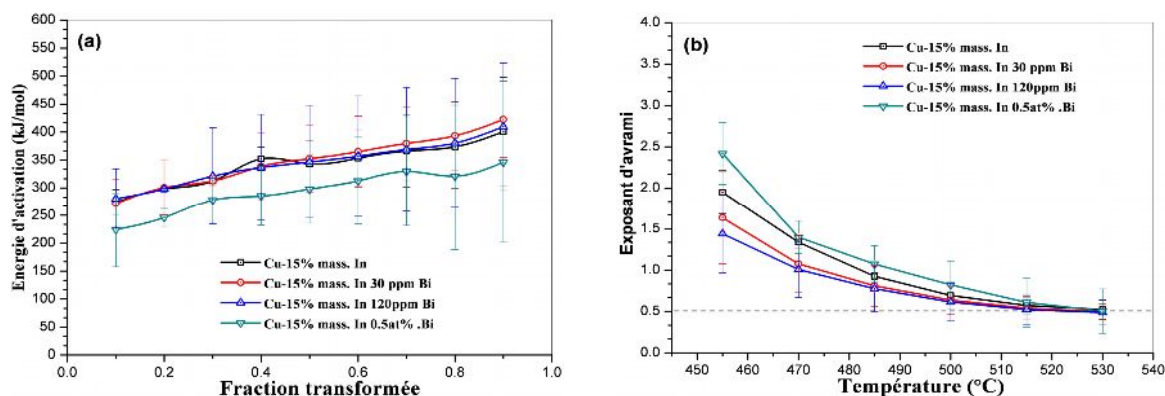 (a)
Energie d'activation (kJ/mol)
600
550
500
450
400
350
300
250
200
150
100
50
0
0.0 0.2 0.4 0.6 0.8 1.0
Fraction transformée
Cu-15% mass. In
Cu-15% mass. In 30 ppm Bi
Cu-15% mass. In 120ppm Bi
Cu-15% mass. In 0.5at% .Bi
(b)
Exposant d'avrami
4.0
3.5
3.0
2.5
2.0
1.5
1.0
0.5
0.0
450 460 470 480 490 500 510 520 530 540
Température (°C)
Cu-15% mass. In
Cu-15% mass. In 30 ppm Bi
Cu-15% mass. In 120ppm Bi
Cu-15% mass. In 0.5at% .Bi